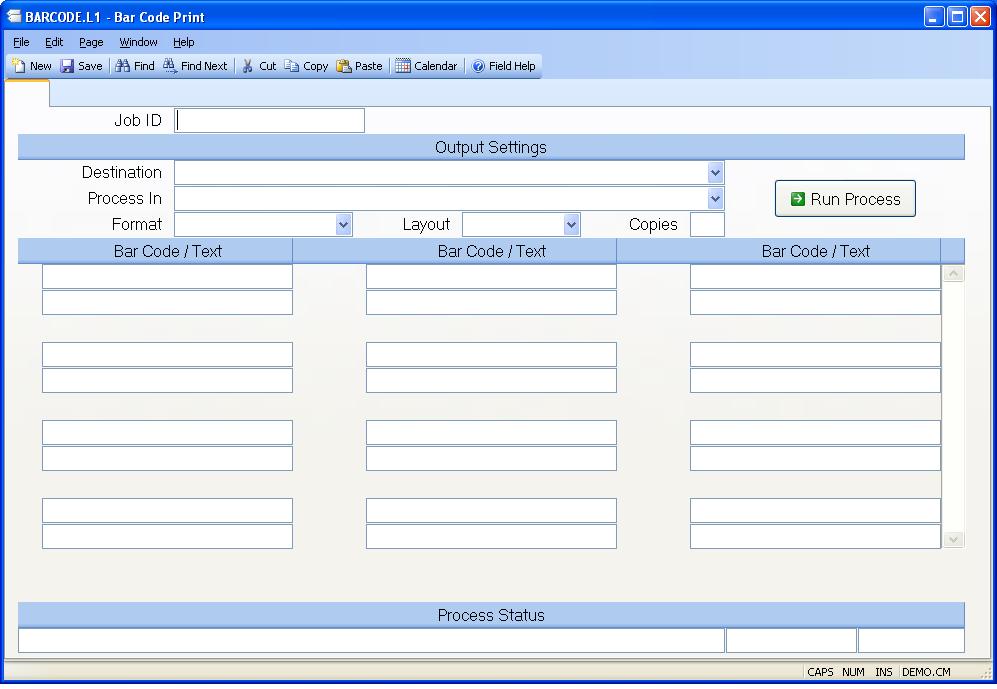 BARCODE.L1 - Bar Code Print
File Edit Page Window Help
New Save Find Find Next Cut Copy Paste Calendar Field Help
Job ID
Output Settings
Destination
Process In
Run Process
Format Layout Copies
Bar Code / Text Bar Code / Text Bar Code / Text
Process Status
CAPS NUM INS DEMO.CM